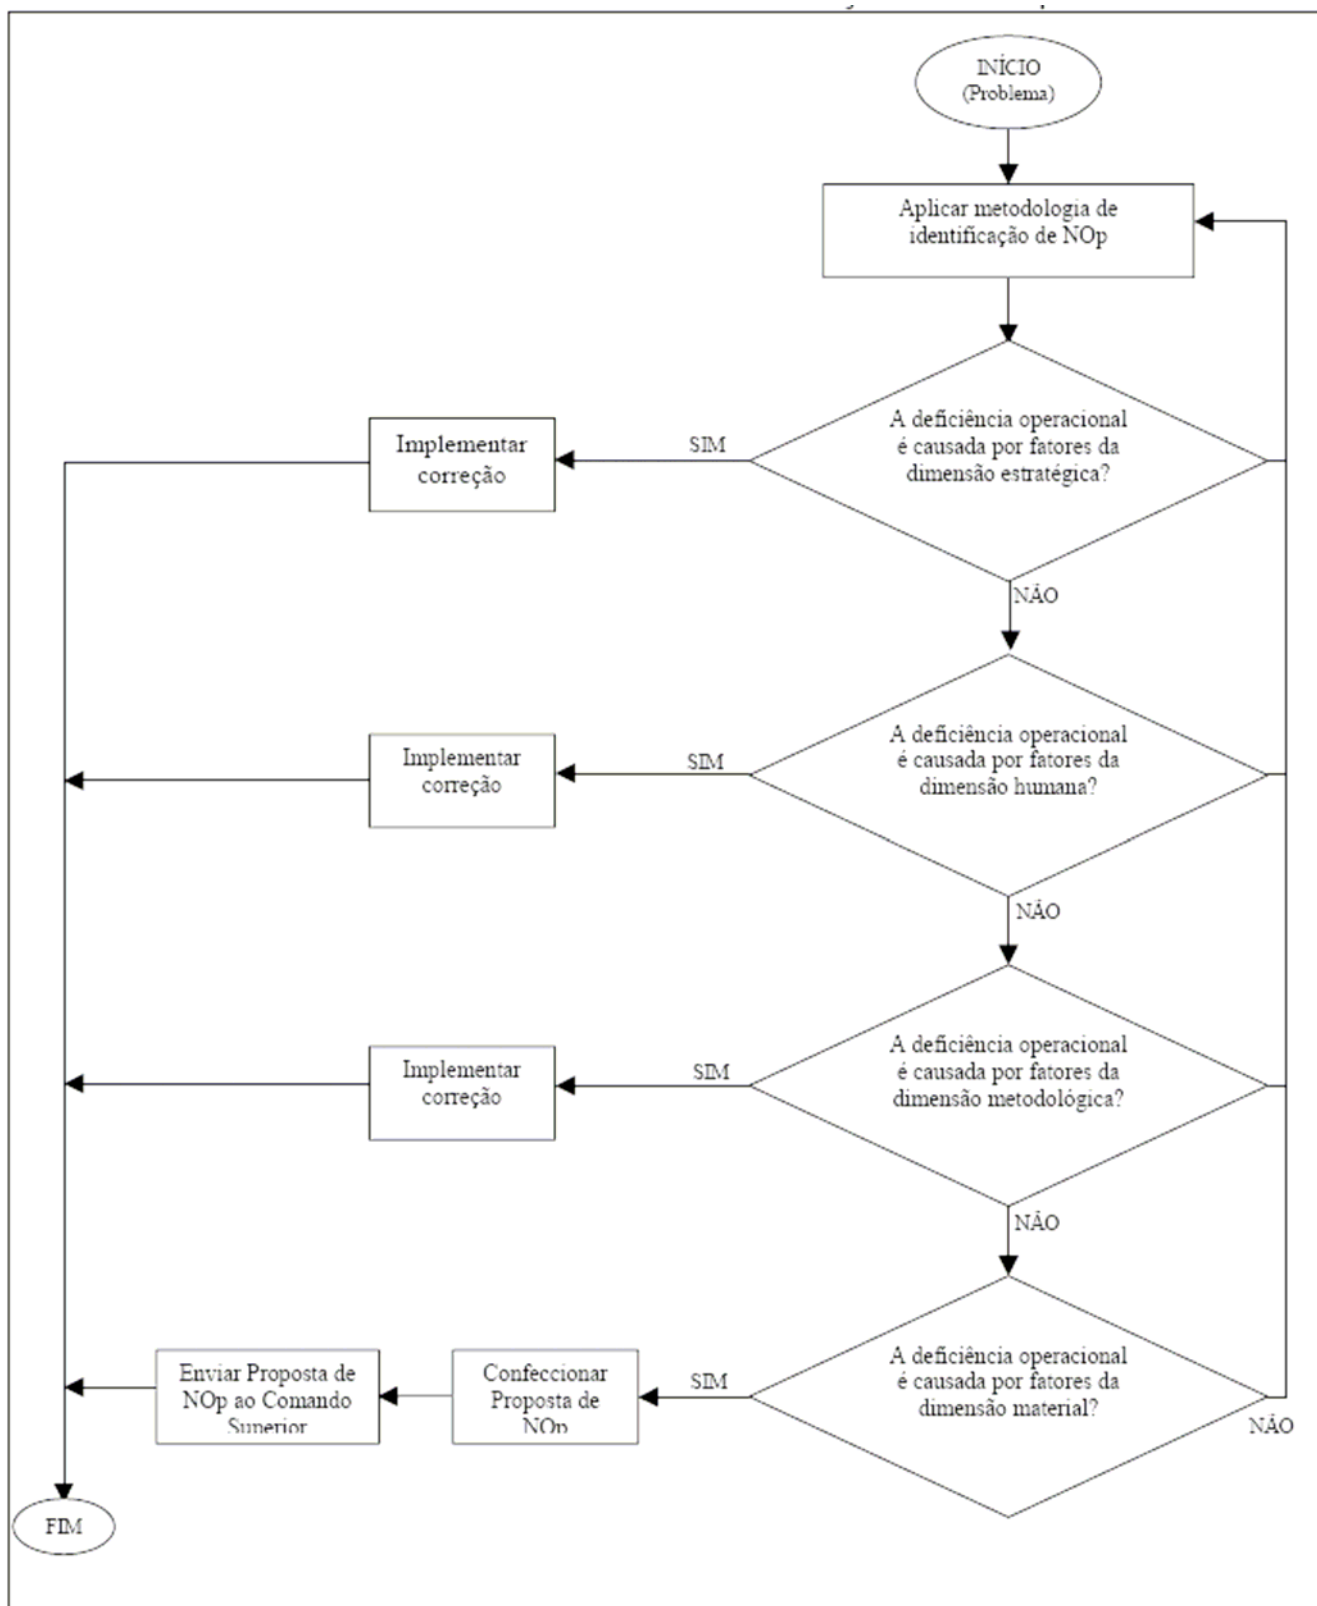 INÍCIO
(Problema)
Aplicar metodologia de
identificação de NOp
A deficiência operacional
é causada por fatores da
dimensão estratégica?
SIM
Implementar
correção
NÃO
A deficiência operacional
é causada por fatores da
dimensão humana?
SIM
Implementar
correção
NÃO
A deficiência operacional
é causada por fatores da
dimensão metodológica?
SIM
Implementar
correção
NÃO
A deficiência operacional
é causada por fatores da
dimensão material?
SIM
NÃO
Confeccionar
Proposta de
NOp
Enviar Proposta de
NOp ao Comando
Superior
FIM